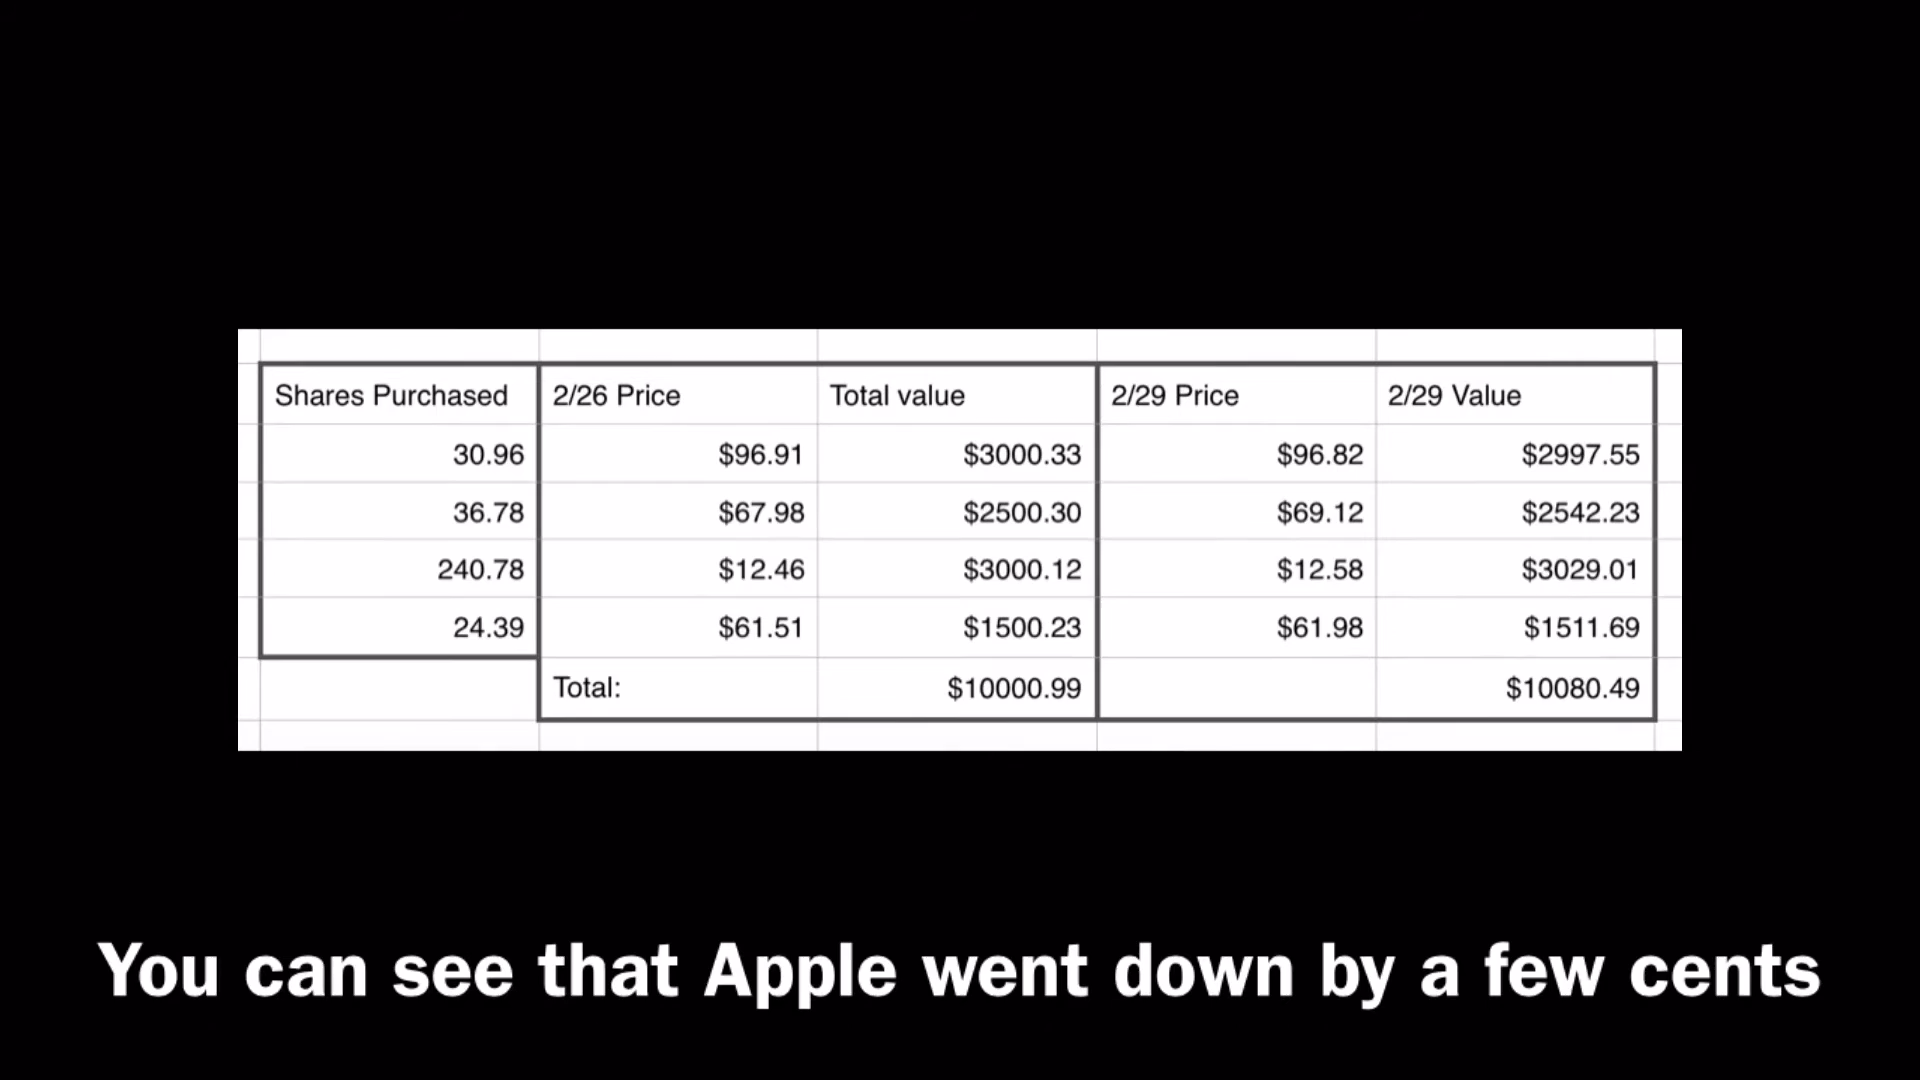 Shares Purchased 2/26 Price Total value 2/29 Price 2/29 Value
30.96 $96.91 $3000.33 $96.82 $2997.55
36.78 $67.98 $2500.30 $69.12 $2542.23
240.78 $12.46 $3000.12 $12.58 $3029.01
24.39 $61.51 $1500.23 $61.98 $1511.69
Total: $10000.99 $10080.49
You can see that Apple went down by a few cents